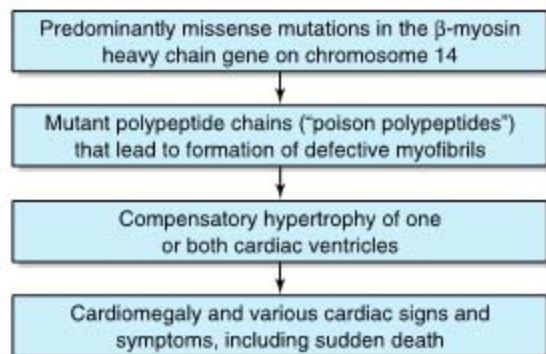 Predominantly missense mutations in the β-myosin
heavy chain gene on chromosome 14
Mutant polypeptide chains (“poison polypeptides”)
that lead to formation of defective myofibrils
Compensatory hypertrophy of one
or both cardiac ventricles
Cardiomegaly and various cardiac signs and
symptoms, including sudden death